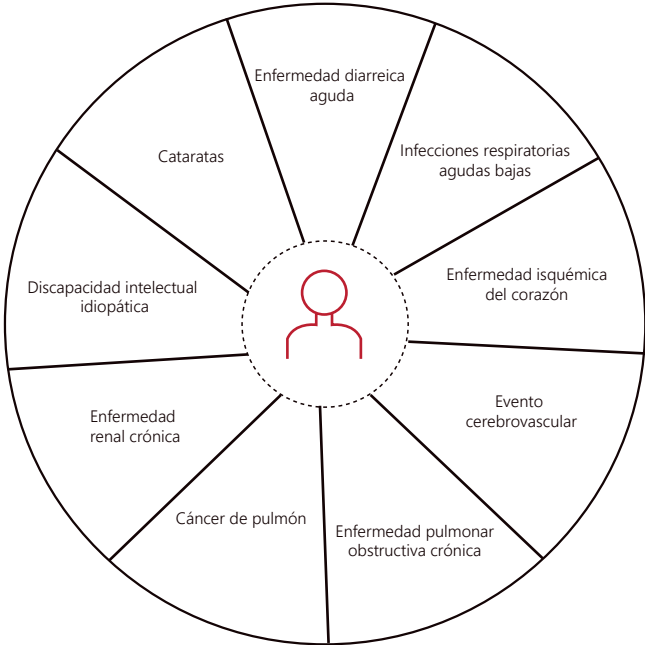 Enfermedad diarreica
aguda
Infecciones respiratorias
agudas bajas
Enfermedad isquémica
del corazón
Evento
cerebrovascular
Enfermedad pulmonar
obstructiva crónica
Cáncer de pulmón
Enfermedad
renal crónica
Discapacidad intelectual
idiopática
Cataratas